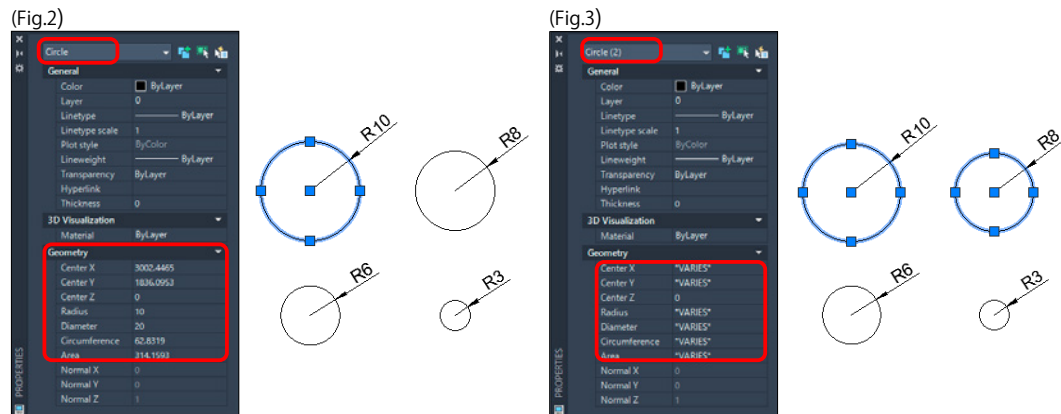 (Fig.2)
Circle
General
Color ByLayer
Layer 0
Linetype ByLayer
Linetype scale 1
Plot style ByColor
Lineweight ByLayer
Transparency ByLayer
Hyperlink
Thickness 0
3D Visualization
Material ByLayer
Geometry
Center X 3002.4465
Center Y 1836.0953
Center Z 0
Radius 10
Diameter 20
Circumference 62.8319
Area 314.1593
Normal X 0
Normal Y 0
Normal Z 1
PROPERTIES
R10
R8
R6
R3
(Fig.3)
Circle (2)
General
Color ByLayer
Layer 0
Linetype ByLayer
Linetype scale 1
Plot style ByColor
Lineweight ByLayer
Transparency ByLayer
Hyperlink
Thickness 0
3D Visualization
Material ByLayer
Geometry
Center X *VARIES*
Center Y *VARIES*
Center Z 0
Radius *VARIES*
Diameter *VARIES*
Circumference *VARIES*
Area *VARIES*
Normal X 0
Normal Y 0
Normal Z 1
PROPERTIES
R10
R8
R6
R3